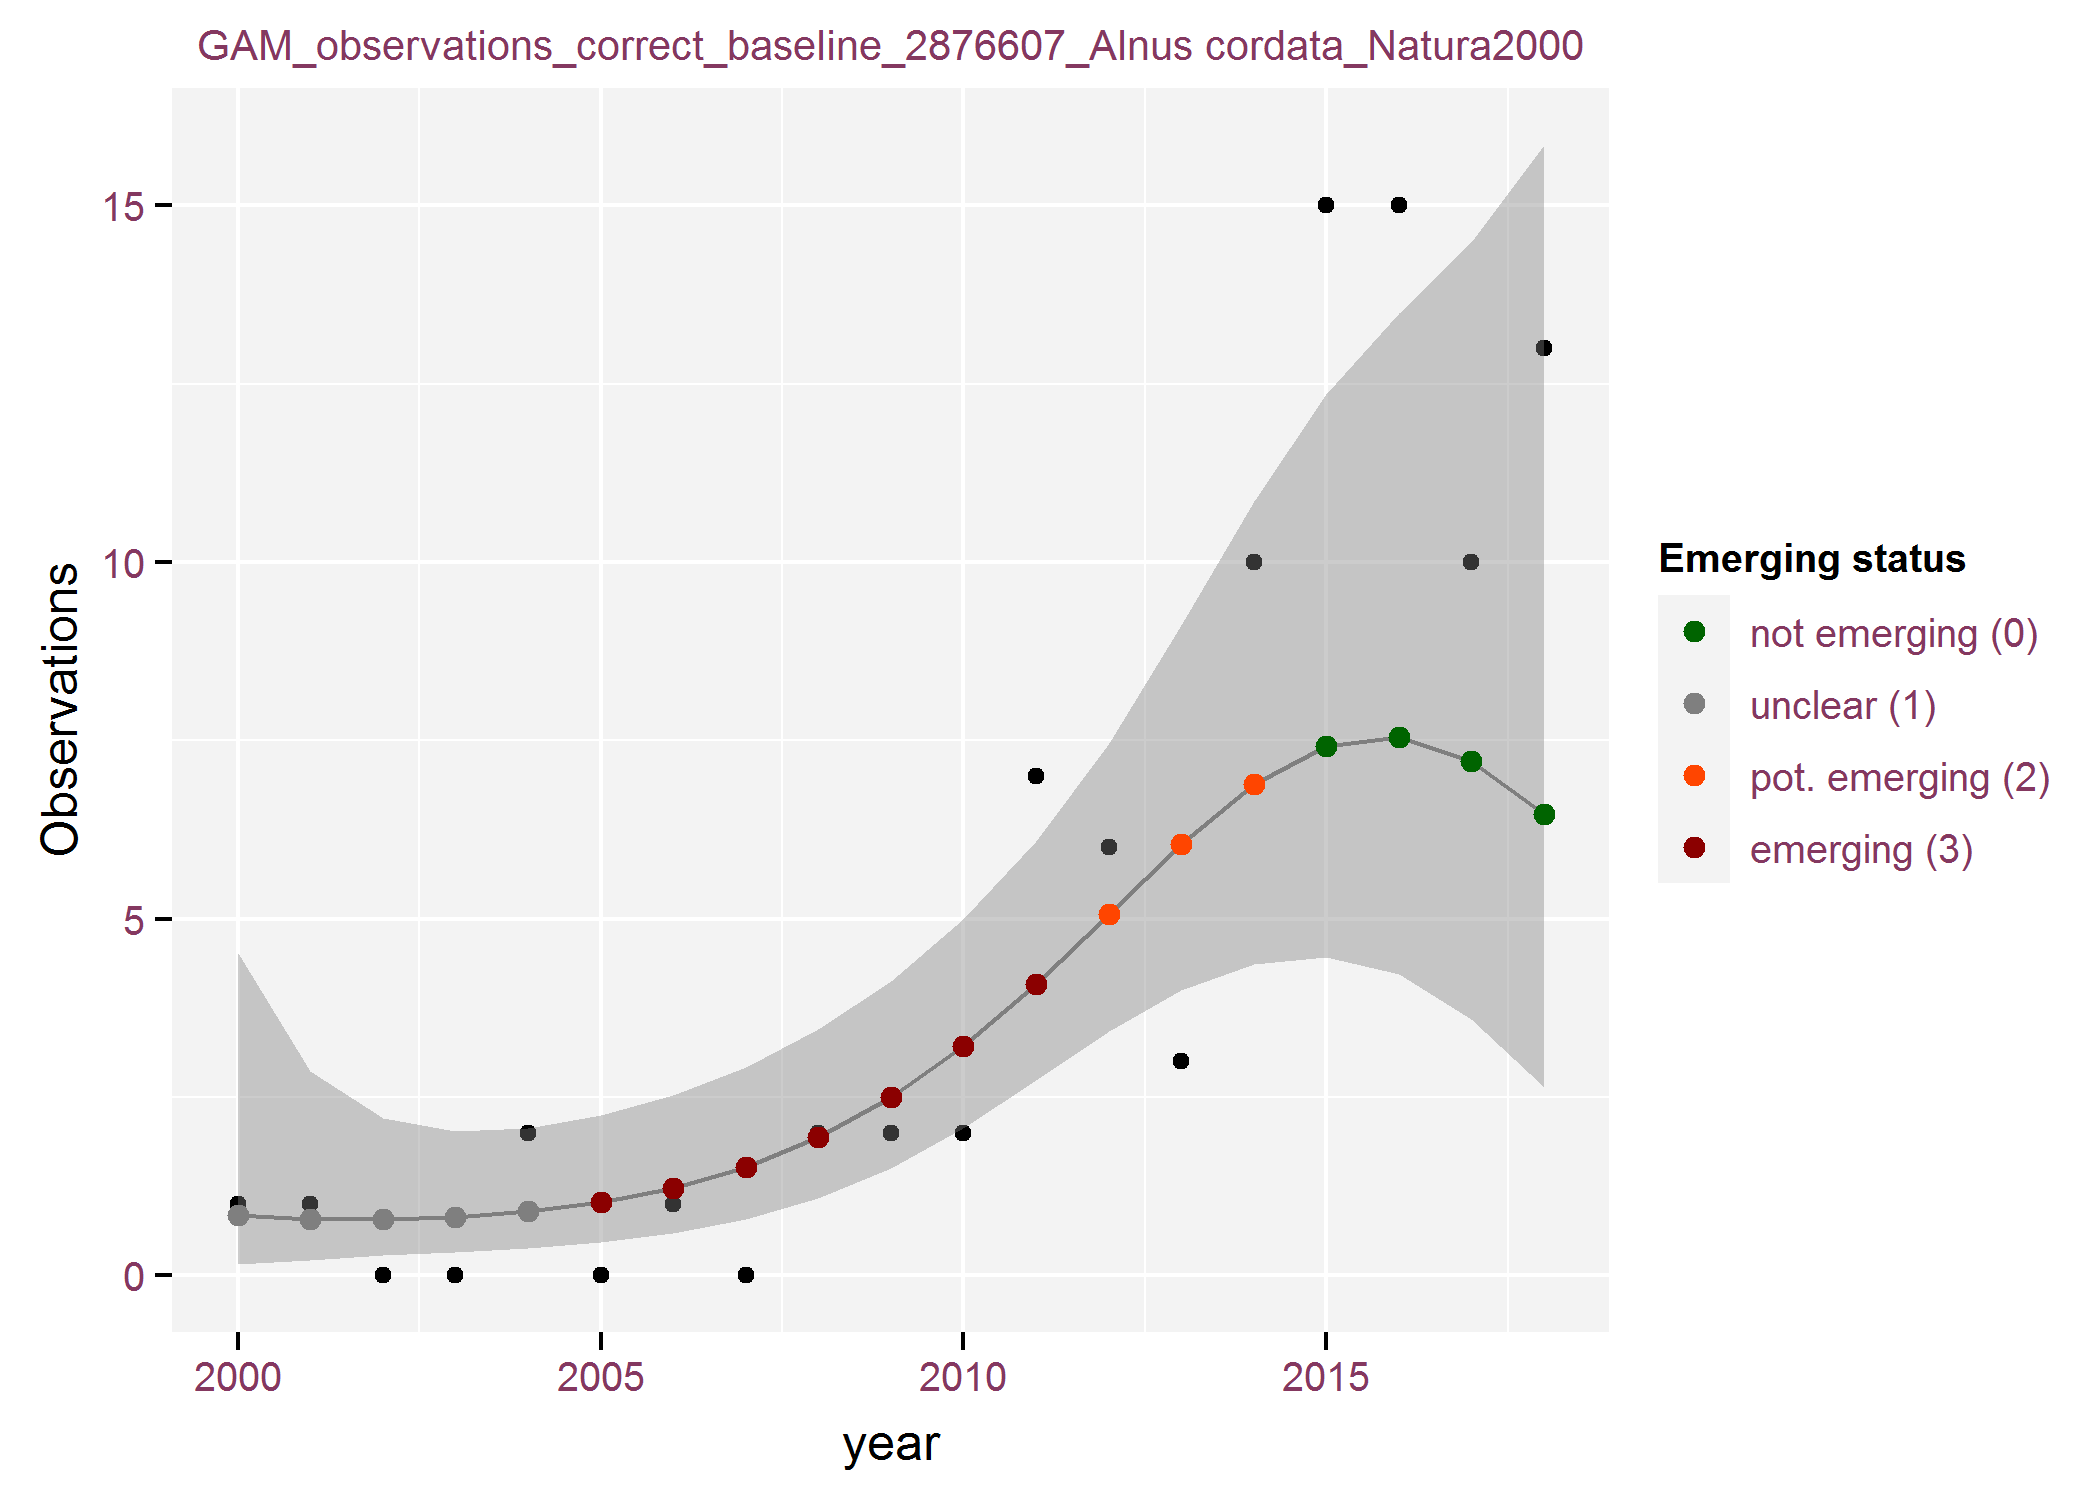 GAM_observations_correct_baseline_2876607_Alnus cordata_Natura2000
15
10
5
0
Observations
2000 2005 2010 2015
year
Emerging status
not emerging (0)
unclear (1)
pot. emerging (2)
emerging (3)